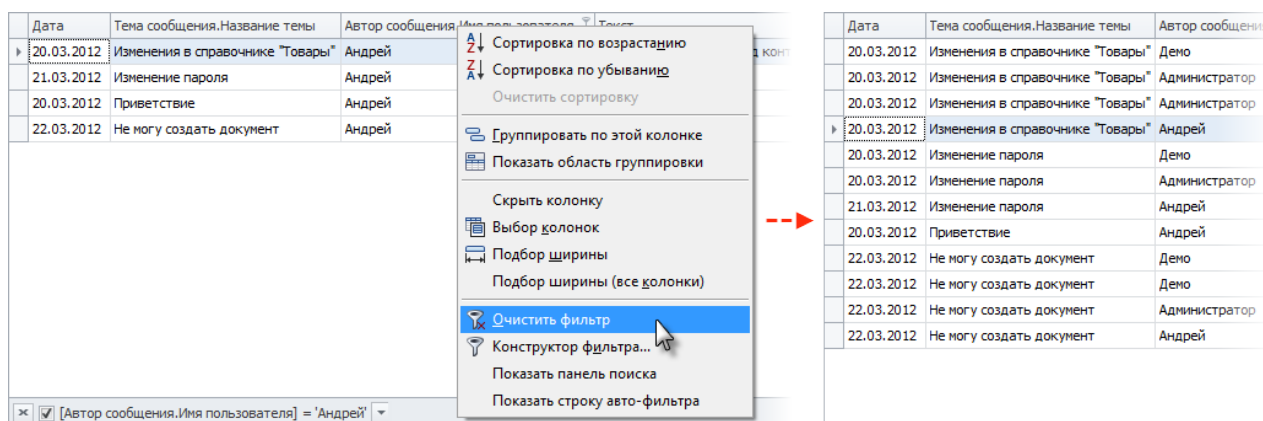 Дата Тема сообщения.Название темы Автор сообщения.Имя пользователя Текст
20.03.2012 Изменения в справочнике "Товары" Андрей
21.03.2012 Изменение пароля Андрей
20.03.2012 Приветствие Андрей
22.03.2012 Не могу создать документ Андрей
Сортировка по возрастанию
Сортировка по убыванию
Очистить сортировку
Группировать по этой колонке
Показать область группировки
Скрыть колонку
Выбор колонок
Подбор ширины
Подбор ширины (все колонки)
Очистить фильтр
Конструктор фильтра...
Показать панель поиска
Показать строку авто-фильтра
[Автор сообщения.Имя пользователя] = 'Андрей'
Дата Тема сообщения.Название темы Автор
20.03.2012 Изменения в справочнике "Товары" Демо
20.03.2012 Изменения в справочнике "Товары" Администратор
20.03.2012 Изменения в справочнике "Товары" Администратор
20.03.2012 Изменения в справочнике "Товары" Андрей
20.03.2012 Изменение пароля Демо
20.03.2012 Изменение пароля Администратор
21.03.2012 Изменение пароля Андрей
20.03.2012 Приветствие Андрей
22.03.2012 Не могу создать документ Демо
22.03.2012 Не могу создать документ Демо
22.03.2012 Не могу создать документ Администратор
22.03.2012 Не могу создать документ Андрей